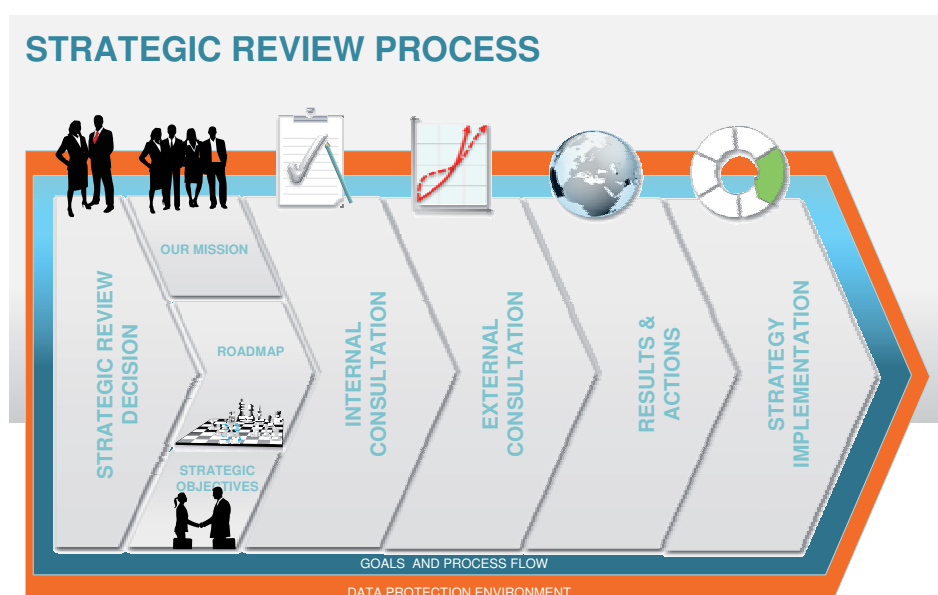 STRATEGIC REVIEW PROCESS
STRATEGIC REVIEW
DECISION
OUR MISSION
ROADMAP
STRATEGIC
OBJECTIVES
INTERNAL
CONSULTATION
EXTERNAL
CONSULTATION
RESULTS &
ACTIONS
STRATEGY
IMPLEMENTATION
GOALS AND PROCESS FLOW
DATA PROTECTION ENVIRONMENT